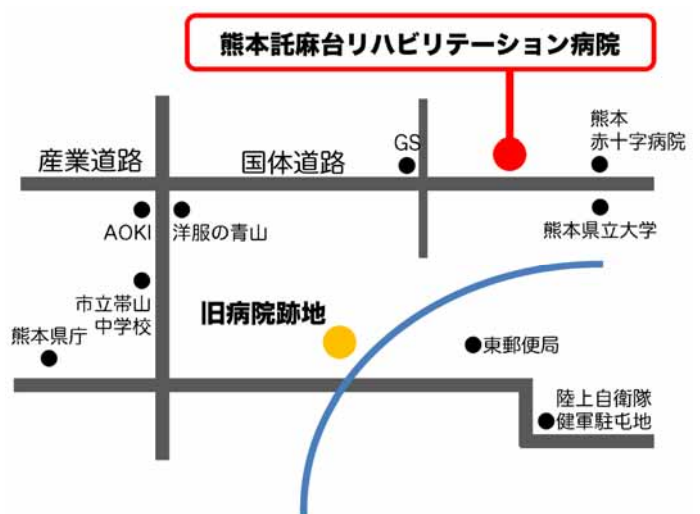 熊本託麻台リハビリテーション病院
熊本
赤十字病院
産業道路
国体道路
GS
AOKI
洋服の青山
熊本県立大学
市立帯山
中学校
旧病院跡地
熊本県庁
東郵便局
陸上自衛隊
健軍駐屯地